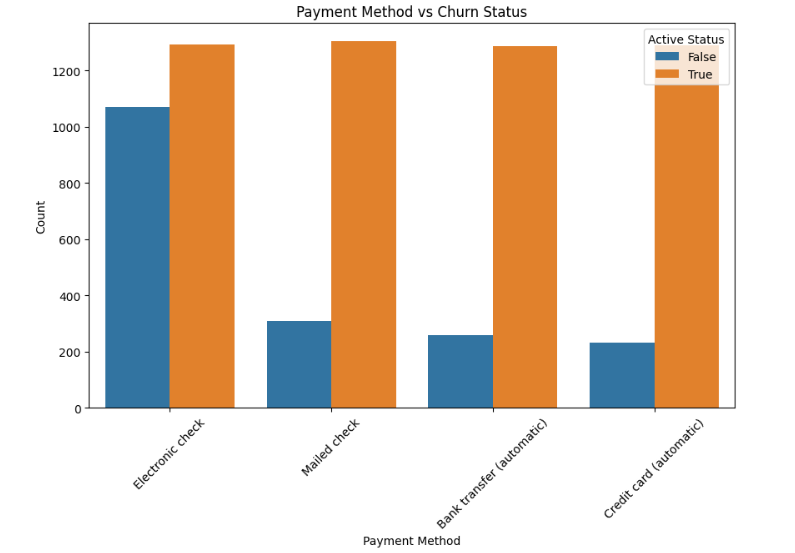 Payment Method vs Churn Status
Active Status
False
True
1200
1000
800
600
400
200
0
Count
Electronic check
Mailed check
Bank transfer (automatic)
Credit card (automatic)
Payment Method